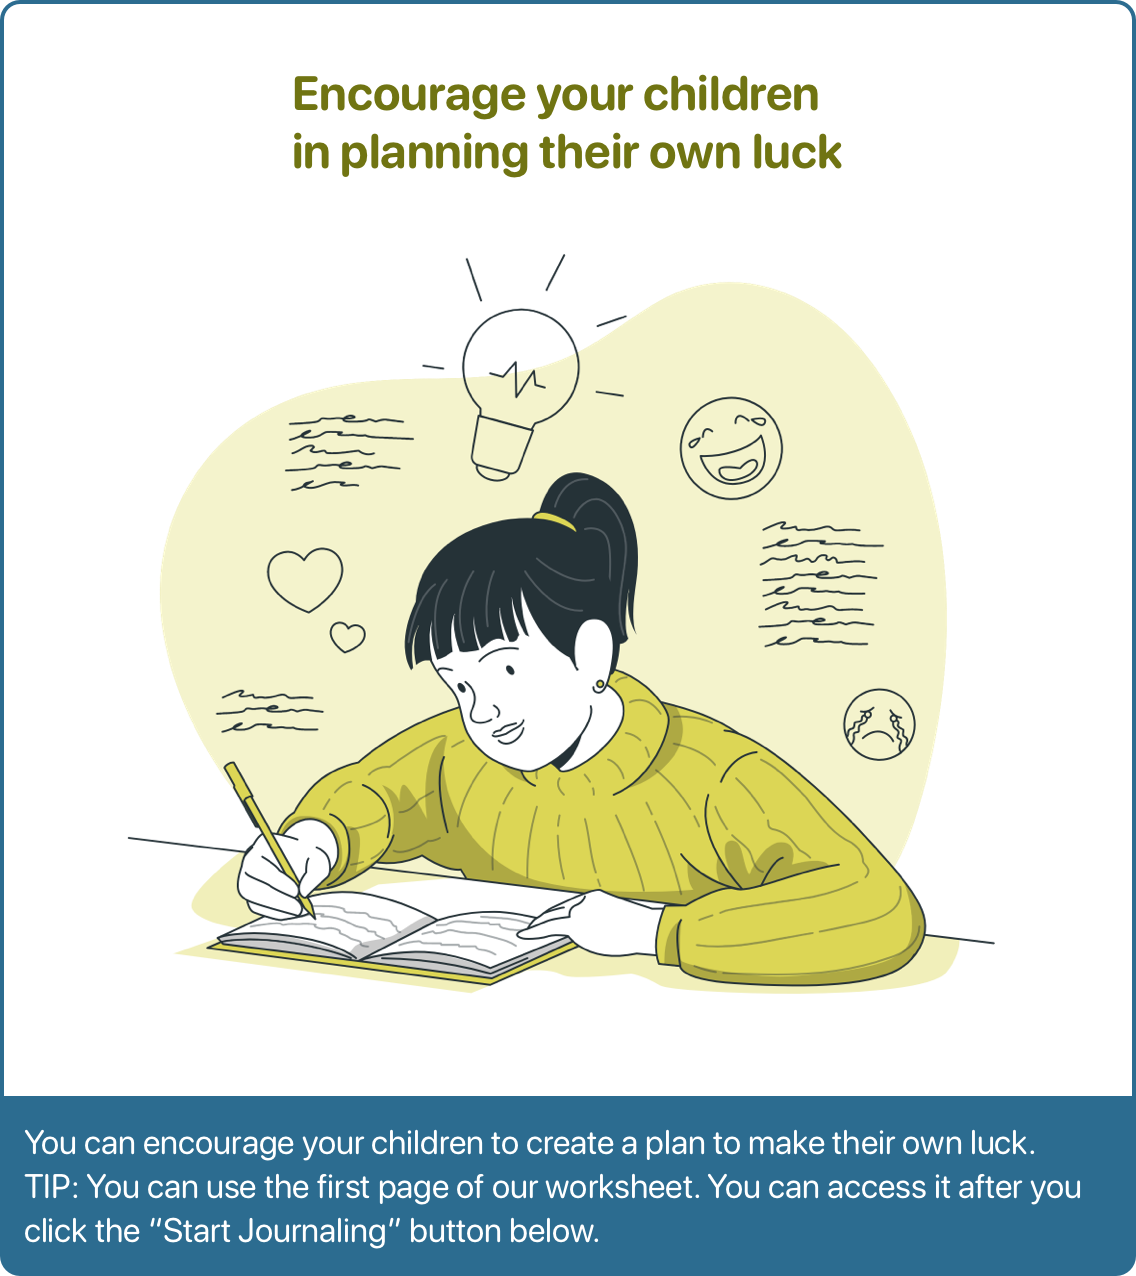 Encourage your children
in planning their own luck
You can encourage your children to create a plan to make their own luck.
TIP: You can use the first page of our worksheet. You can access it after you
click the “Start Journaling” button below.